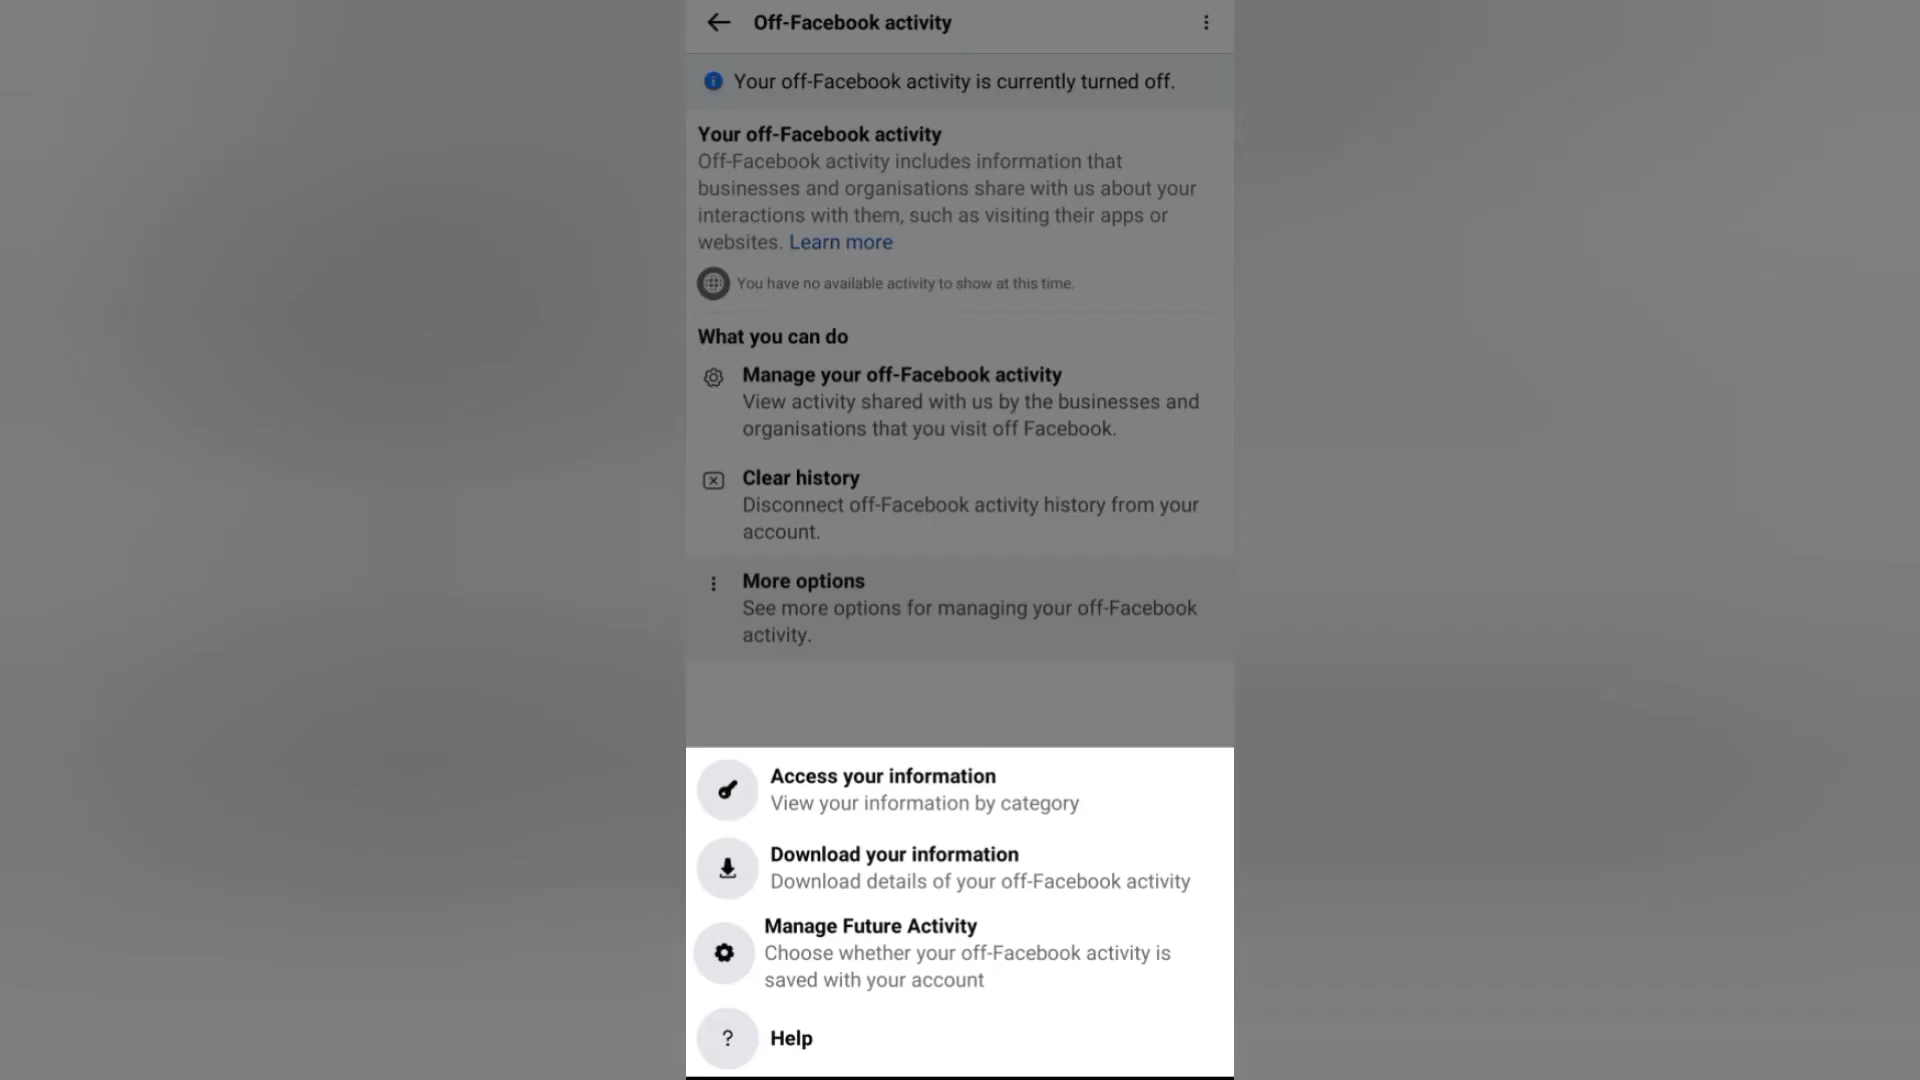 Off-Facebook activity
Your off-Facebook activity is currently turned off.
Your off-Facebook activity
Off-Facebook activity includes information that
businesses and organisations share with us about your
interactions with them, such as visiting their apps or
websites. Learn more
You have no available activity to show at this time.
What you can do
Manage your off-Facebook activity
View activity shared with us by the businesses and
organisations that you visit off Facebook.
Clear history
Disconnect off-Facebook activity history from your
account.
More options
See more options for managing your off-Facebook
activity.
Access your information
View your information by category
Download your information
Download details of your off-Facebook activity
Manage Future Activity
Choose whether your off-Facebook activity is
saved with your account
Help